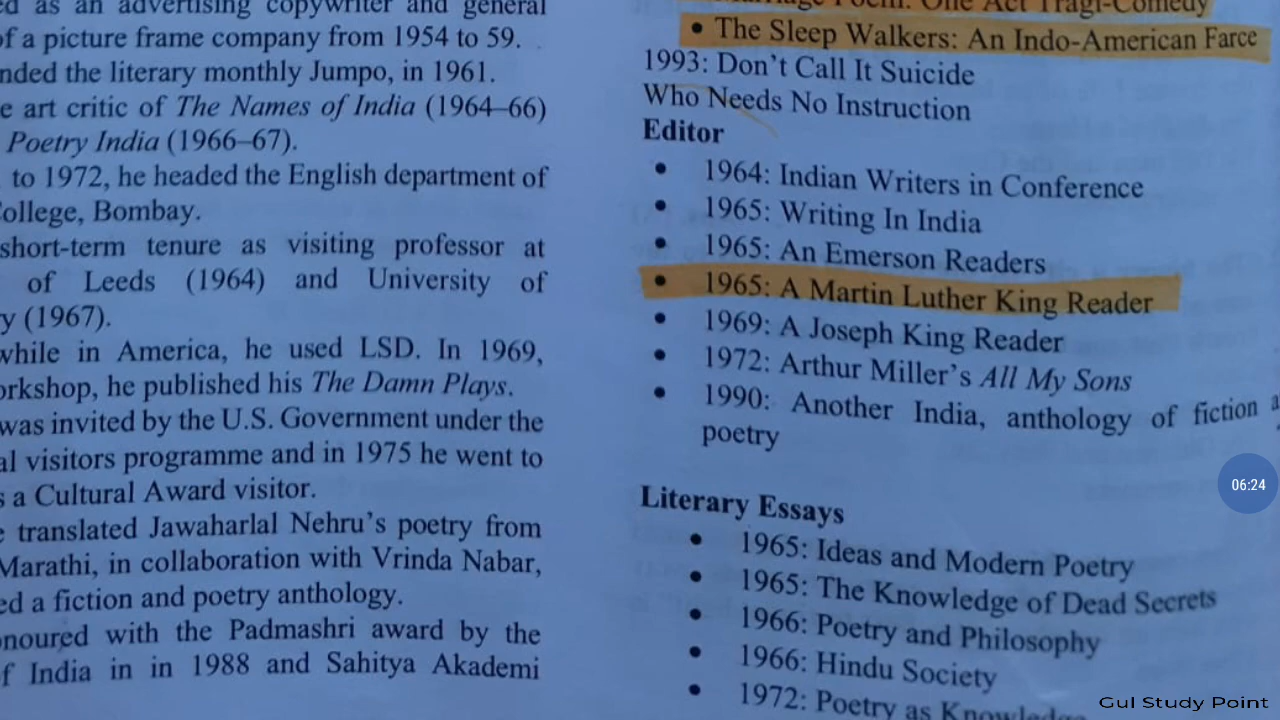 ed as an advertising copywriter and general
of a picture frame company from 1954 to 59.
nded the literary monthly Jumpo, in 1961.
e art critic of The Names of India (1964–66)
Poetry India (1966–67).
to 1972, he headed the English department of
College, Bombay.
short-term tenure as visiting professor at
of Leeds (1964) and University of
y (1967).
while in America, he used LSD. In 1969,
orkshop, he published his The Damn Plays.
was invited by the U.S. Government under the
al visitors programme and in 1975 he went to
s a Cultural Award visitor.
e translated Jawaharlal Nehru's poetry from
Marathi, in collaboration with Vrinda Nabar,
ed a fiction and poetry anthology.
onoured with the Padmashri award by the
f India in in 1988 and Sahitya Akademi
Poem: One Act Tragi-Comedy
• The Sleep Walkers: An Indo-American Farce
1993: Don't Call It Suicide
Who Needs No Instruction
Editor
• 1964: Indian Writers in Conference
• 1965: Writing In India
• 1965: An Emerson Readers
• 1965: A Martin Luther King Reader
• 1969: A Joseph King Reader
• 1972: Arthur Miller's All My Sons
• 1990: Another India, anthology of fiction a
poetry
Literary Essays
• 1965: Ideas and Modern Poetry
• 1965: The Knowledge of Dead Secrets
• 1966: Poetry and Philosophy
• 1966: Hindu Society
• 1972: Poetry as Knowledge
06:24
Gul Study Point